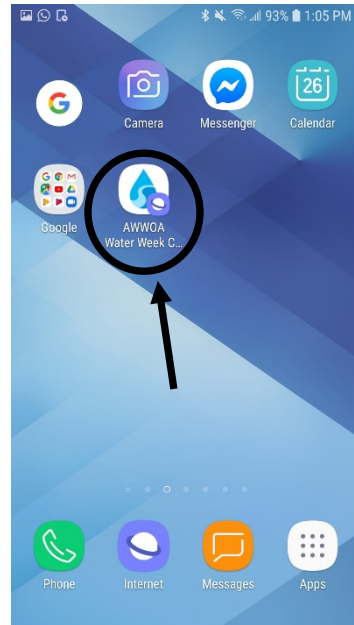 93% 1:05 PM
G
26
Camera Messenger Calendar
Google AWWOA
Water Week C...
Phone Internet Messages Apps